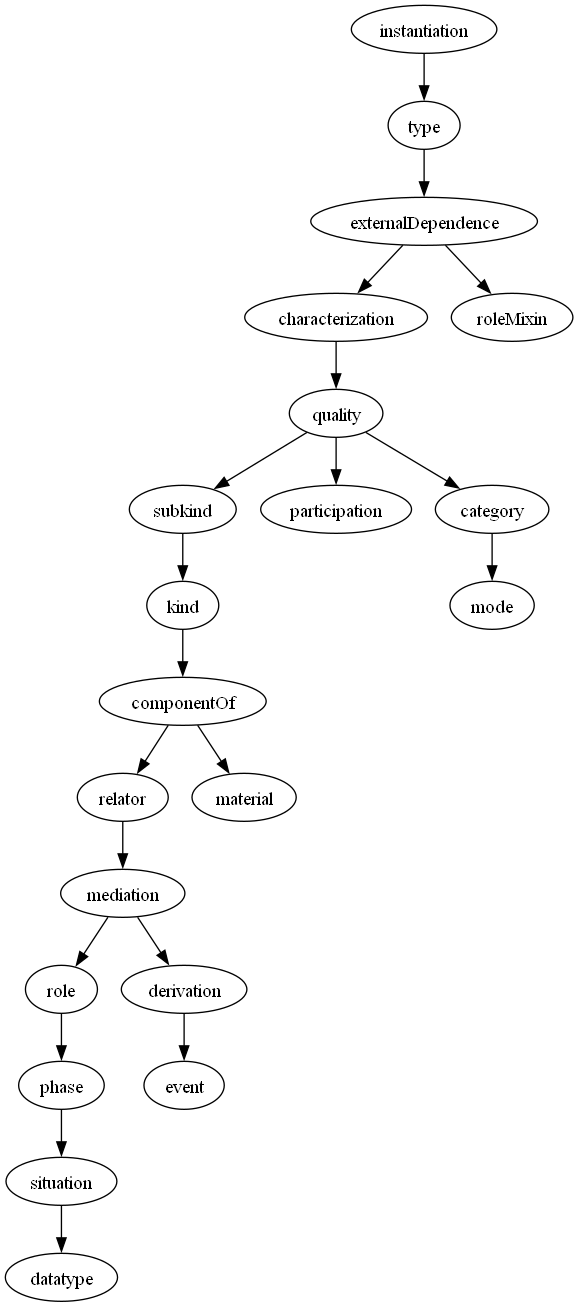 instantiation
type
externalDependence
characterization
roleMixin
quality
subkind
participation
category
kind
mode
componentOf
relator
material
mediation
role
derivation
phase
event
situation
datatype